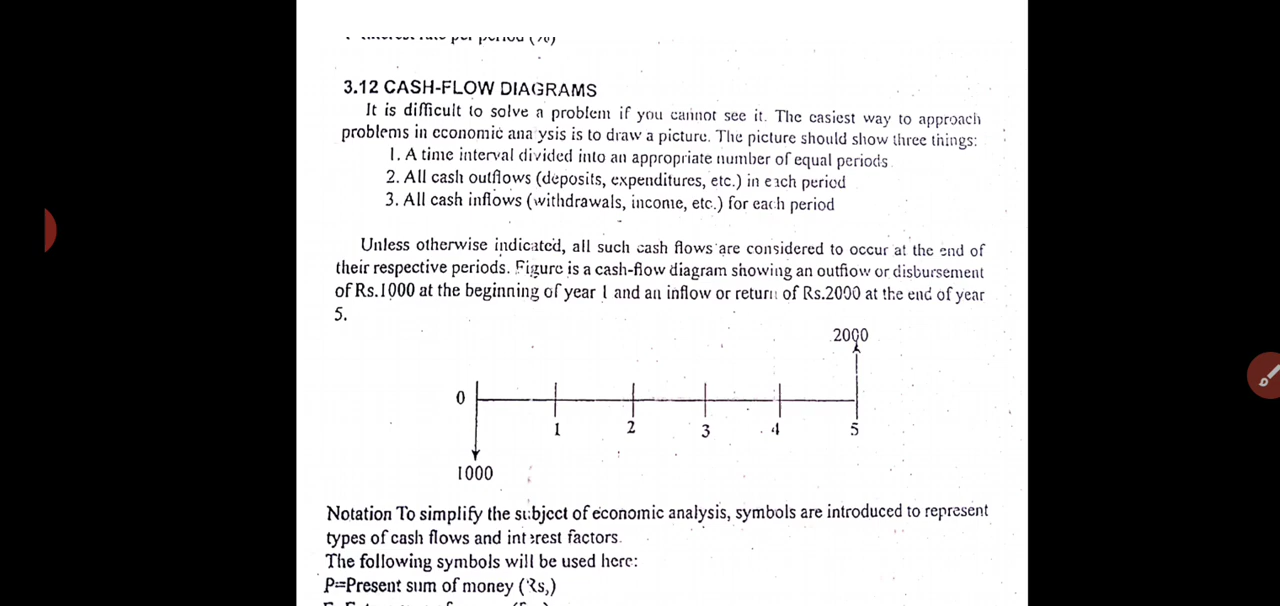 per period (%)
3.12 CASH-FLOW DIAGRAMS
It is difficult to solve a problem if you cannot see it. The easiest way to approach
problems in economic ana ysis is to draw a picture. The picture should show three things:
1. A time interval divided into an appropriate number of equal periods.
2. All cash outflows (deposits, expenditures, etc.) in each period
3. All cash inflows (withdrawals, income, etc.) for each period
Unless otherwise indicated, all such cash flows are considered to occur at the end of
their respective periods. Figure is a cash-flow diagram showing an outflow or disbursement
of Rs.1000 at the beginning of year 1 and an inflow or return of Rs.2000 at the end of year
5.
2000
0
1 2 3 4 5
1000
Notation To simplify the subject of economic analysis, symbols are introduced to represent
types of cash flows and interest factors.
The following symbols will be used here:
P=Present sum of money (Rs,)